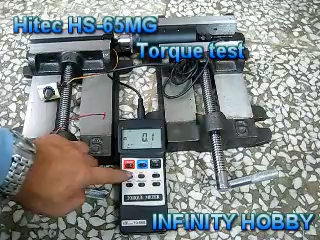 Hitec HS-65MG
Torque test
0.1
TORQUE METER
INFINITY HOBBY